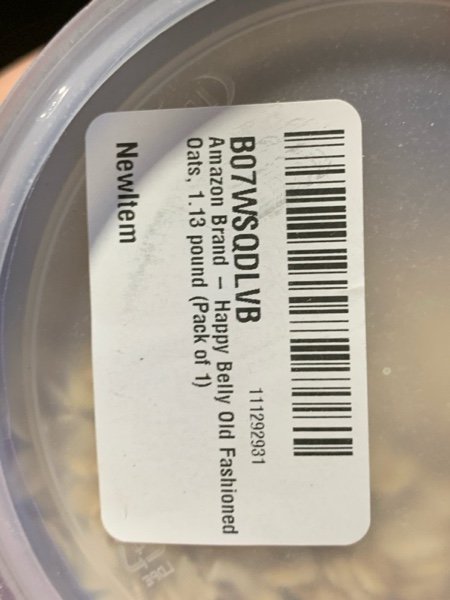 111292931
B07WSQDLVB
Amazon Brand – Happy Belly Old Fashioned
Oats, 1.13 pound (Pack of 1)
NewItem